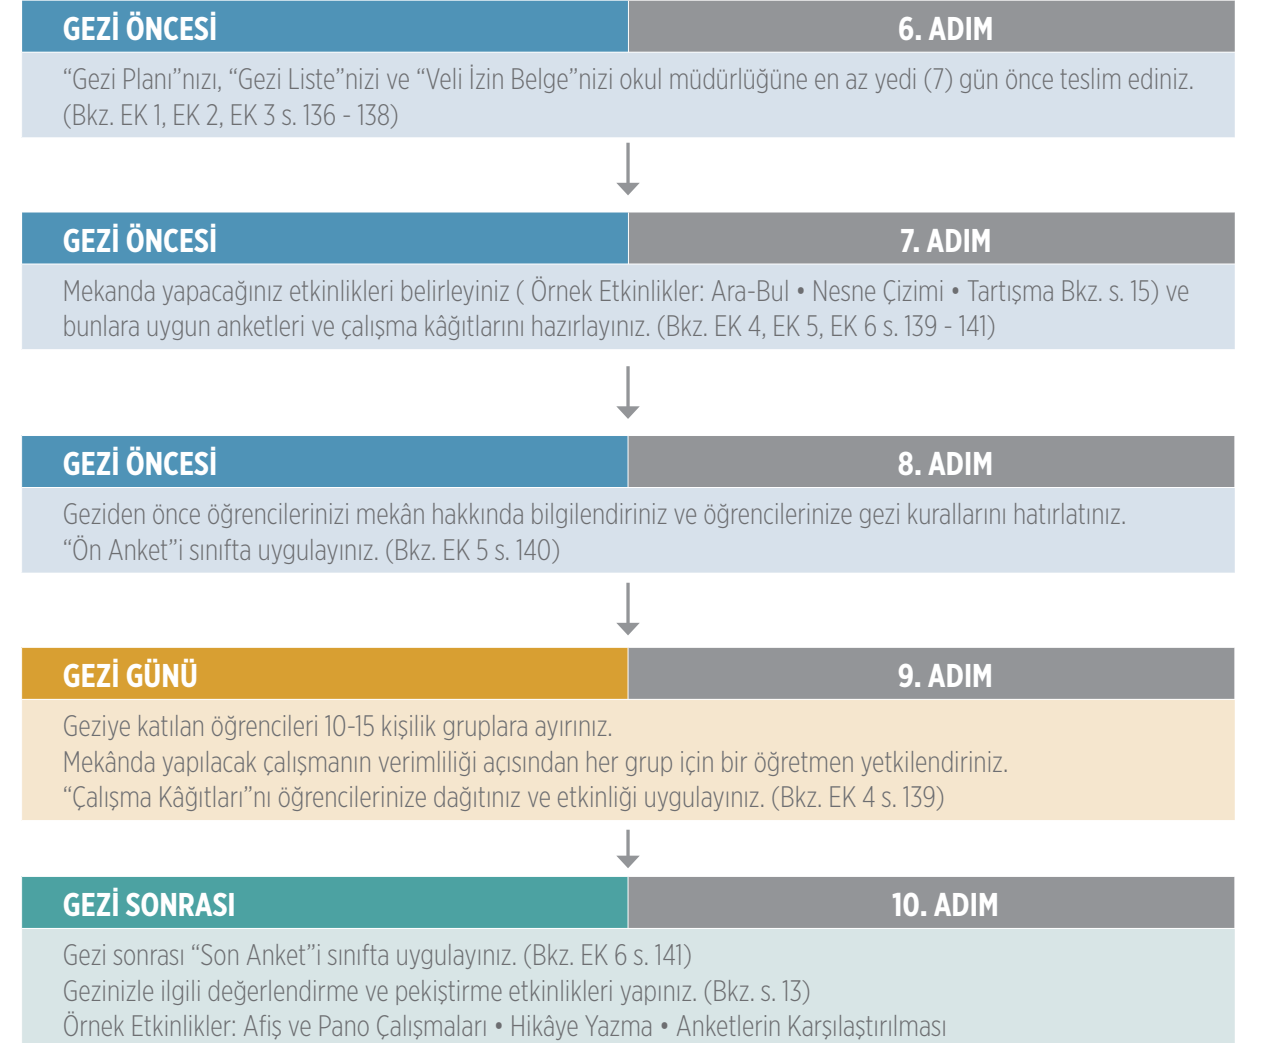 GEZİ ÖNCESİ
6. ADIM
“Gezi Planı”nızı, “Gezi Liste”nizi ve “Veli İzin Belge”nizi okul müdürlüğüne en az yedi (7) gün önce teslim ediniz.
(Bkz. EK 1, EK 2, EK 3 s. 136 - 138)
GEZİ ÖNCESİ
7. ADIM
Mekanda yapacağınız etkinlikleri belirleyiniz ( Örnek Etkinlikler: Ara-Bul • Nesne Çizimi • Tartışma Bkz. s. 15) ve
bunlara uygun anketleri ve çalışma kâğıtlarını hazırlayınız. (Bkz. EK 4, EK 5, EK 6 s. 139 - 141)
GEZİ ÖNCESİ
8. ADIM
Geziden önce öğrencilerinizi mekân hakkında bilgilendiriniz ve öğrencilerinize gezi kurallarını hatırlatınız.
“Ön Anket”i sınıfta uygulayınız. (Bkz. EK 5 s. 140)
GEZİ GÜNÜ
9. ADIM
Geziye katılan öğrencileri 10-15 kişilik gruplara ayırınız.
Mekânda yapılacak çalışmanın verimliliği açısından her grup için bir öğretmen yetkilendiriniz.
“Çalışma Kâğıtları”nı öğrencilerinize dağıtınız ve etkinliği uygulayınız. (Bkz. EK 4 s. 139)
GEZİ SONRASI
10. ADIM
Gezi sonrası “Son Anket”i sınıfta uygulayınız. (Bkz. EK 6 s. 141)
Gezinizle ilgili değerlendirme ve pekiştirme etkinlikleri yapınız. (Bkz. s. 13)
Örnek Etkinlikler: Afiş ve Pano Çalışmaları • Hikâye Yazma • Anketlerin Karşılaştırılması